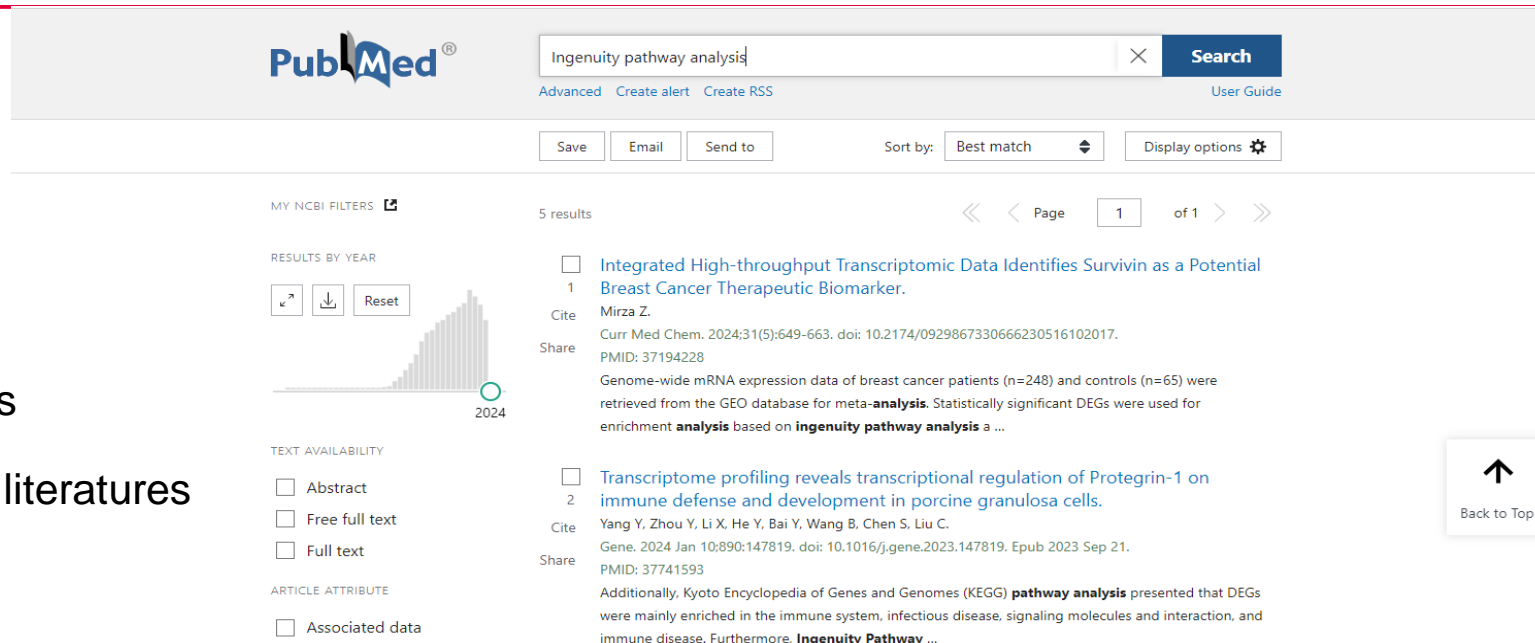 PubMed®
Ingenuity pathway analysis
Search
Advanced Create alert Create RSS
User Guide
Save Email Send to
Sort by: Best match
Display options
MY NCBI FILTERS
5 results
Page 1 of 1
RESULTS BY YEAR
Reset
2024
s
literatures
TEXT AVAILABILITY
Abstract
Free full text
Full text
ARTICLE ATTRIBUTE
Associated data
1
Cite
Share
Integrated High-throughput Transcriptomic Data Identifies Survivin as a Potential
Breast Cancer Therapeutic Biomarker.
Mirza Z.
Curr Med Chem. 2024;31(5):649-663. doi: 10.2174/0929867330666230516102017.
PMID: 37194228
Genome-wide mRNA expression data of breast cancer patients (n=248) and controls (n=65) were
retrieved from the GEO database for meta-analysis. Statistically significant DEGs were used for
enrichment analysis based on ingenuity pathway analysis a ...
2
Cite
Share
Transcriptome profiling reveals transcriptional regulation of Protegrin-1 on
immune defense and development in porcine granulosa cells.
Yang Y, Zhou Y, Li X, He Y, Bai Y, Wang B, Chen S, Liu C.
Gene. 2024 Jan 10;890:147819. doi: 10.1016/j.gene.2023.147819. Epub 2023 Sep 21.
PMID: 37741593
Additionally, Kyoto Encyclopedia of Genes and Genomes (KEGG) pathway analysis presented that DEGs
were mainly enriched in the immune system, infectious disease, signaling molecules and interaction, and
immune disease. Furthermore, Ingenuity Pathway ...
Back to Top